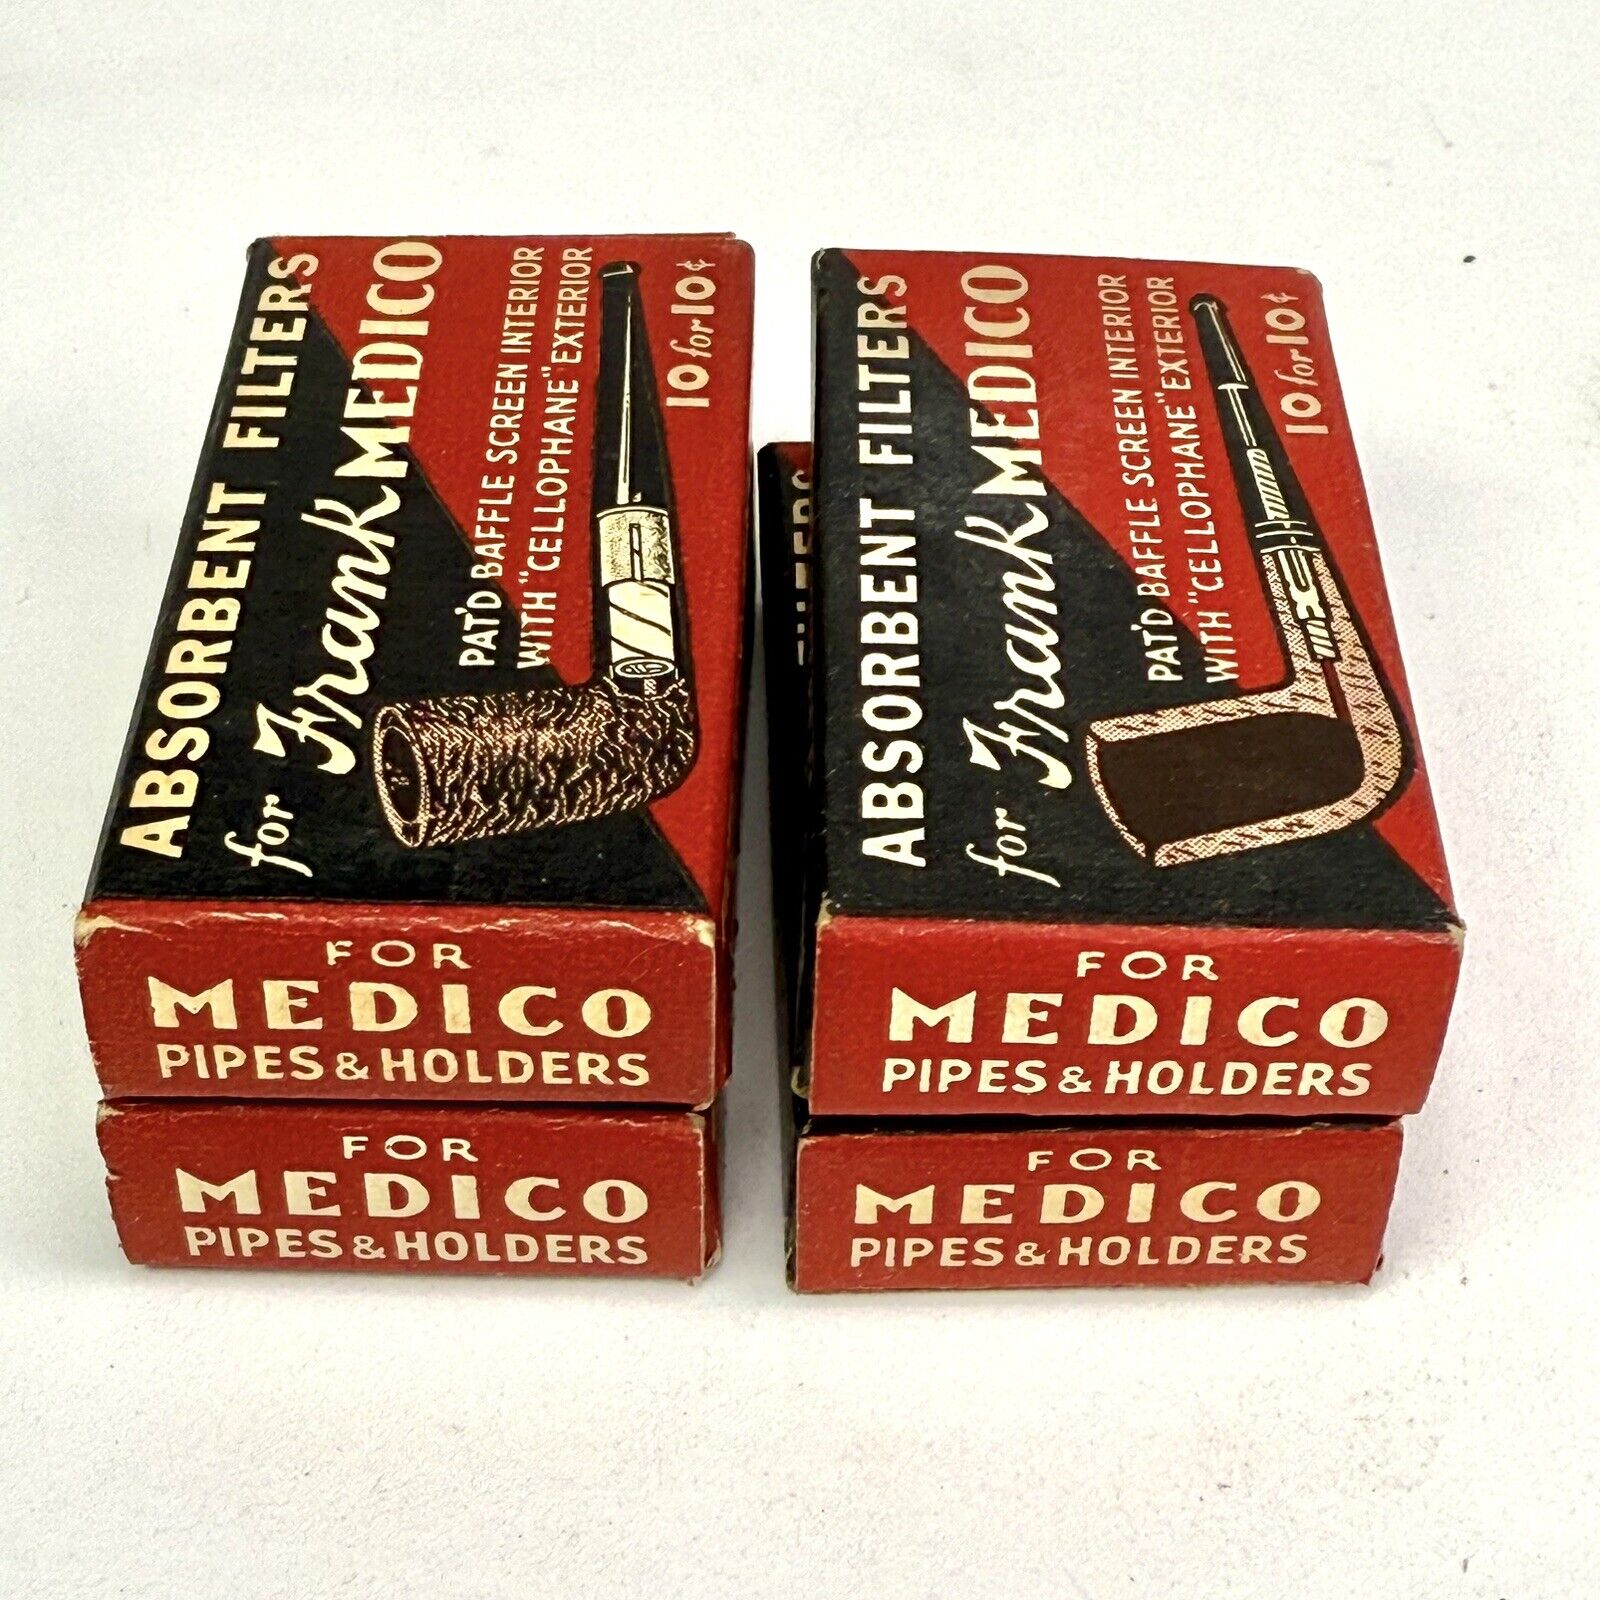 ABSORBENT FILTERS
for Frank MEDICO
PAT'D BAFFLE SCREEN INTERIOR
WITH "CELLOPHANE" EXTERIOR
10 for 10¢
FOR
MEDICO
PIPES & HOLDERS
FOR
MEDICO
PIPES & HOLDERS
ABSORBENT FILTERS
for Frank MEDICO
PAT'D BAFFLE SCREEN INTERIOR
WITH "CELLOPHANE" EXTERIOR
10 for 10¢
FOR
MEDICO
PIPES & HOLDERS
FOR
MEDICO
PIPES & HOLDERS